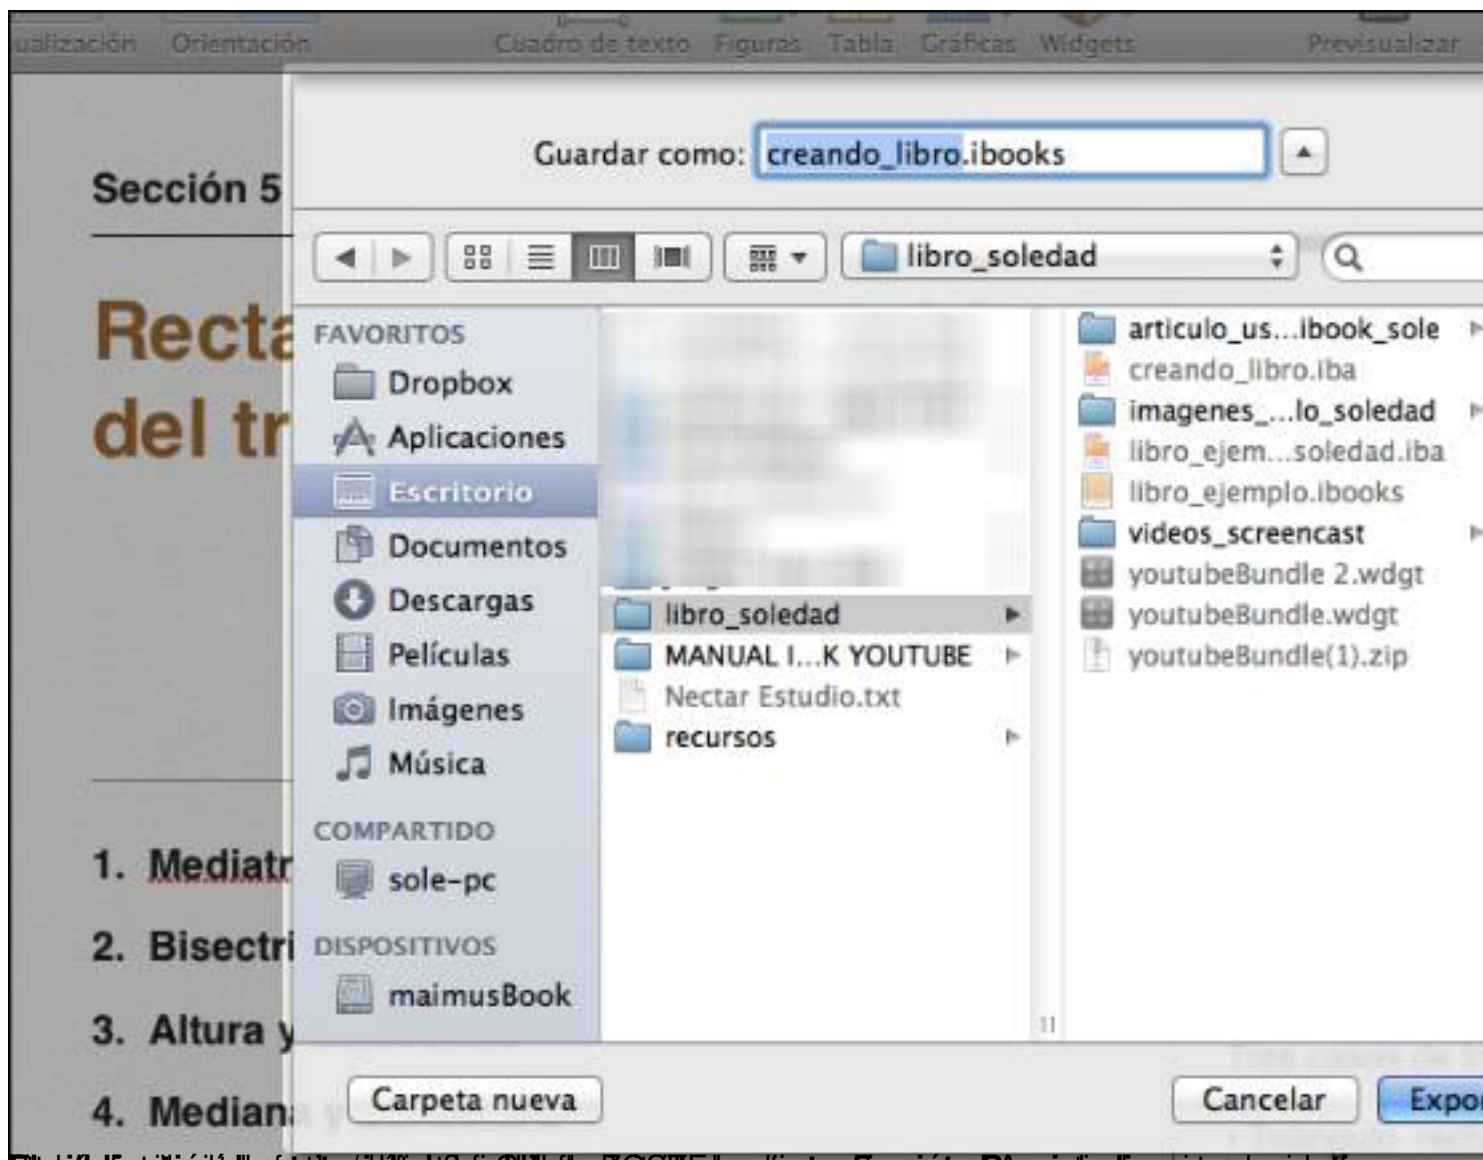 ualización Orientación Cuadro de texto Figuras Tabla Gráficas Widgets Previsualizar
Guardar como: creando_libro.ibooks
Sección 5
libro_soledad
Recta
del tr
FAVORITOS
Dropbox
Aplicaciones
Escritorio
Documentos
Descargas
Películas
Imágenes
Música
COMPARTIDO
sole-pc
DISPOSITIVOS
maimusBook
libro_soledad
MANUAL I...K YOUTUBE
Nectar Estudio.txt
recursos
articulo_us...ibook_sole
creando_libro.iba
imagenes_...lo_soledad
libro_ejem...soledad.iba
libro_ejemplo.ibooks
videos_screencast
youtubeBundle 2.wdgt
youtubeBundle.wdgt
youtubeBundle(1).zip
1. Mediatr
2. Bisectri
3. Altura y
4. Mediana y
Carpeta nueva Cancelar Expor